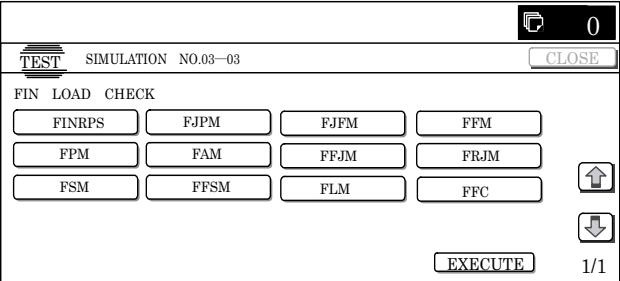 0
TEST SIMULATION NO.03—03 CLOSE
FIN LOAD CHECK
FINRPS FJPM FJFM FFM
FPM FAM FFJM FRJM
FSM FFSM FLM FFC
EXECUTE 1/1